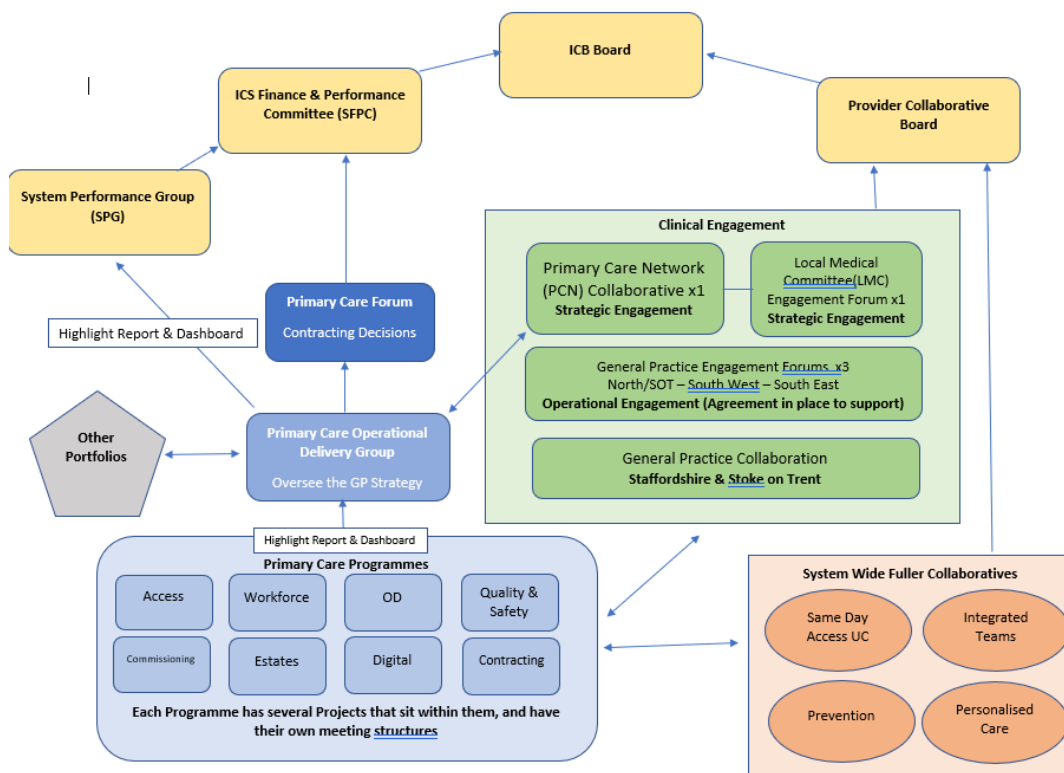 ICB Board
ICS Finance & Performance
Committee (SFPC)
Provider Collaborative
Board
System Performance Group
(SPG)
Clinical Engagement
Primary Care Network
(PCN) Collaborative x1
Strategic Engagement
Local Medical
Committee(LMC)
Engagement Forum x1
Strategic Engagement
Primary Care Forum
Contracting Decisions
Highlight Report & Dashboard
General Practice Engagement Forums x3
North/SOT – South West – South East
Operational Engagement (Agreement in place to support)
Other
Portfolios
Primary Care Operational
Delivery Group
Oversee the GP Strategy
General Practice Collaboration
Staffordshire & Stoke on Trent
Highlight Report & Dashboard
Primary Care Programmes
Access
Workforce
OD
Quality &
Safety
Commissioning
Estates
Digital
Contracting
Each Programme has several Projects that sit within them, and have
their own meeting structures
System Wide Fuller Collaboratives
Same Day
Access UC
Integrated
Teams
Prevention
Personalised
Care